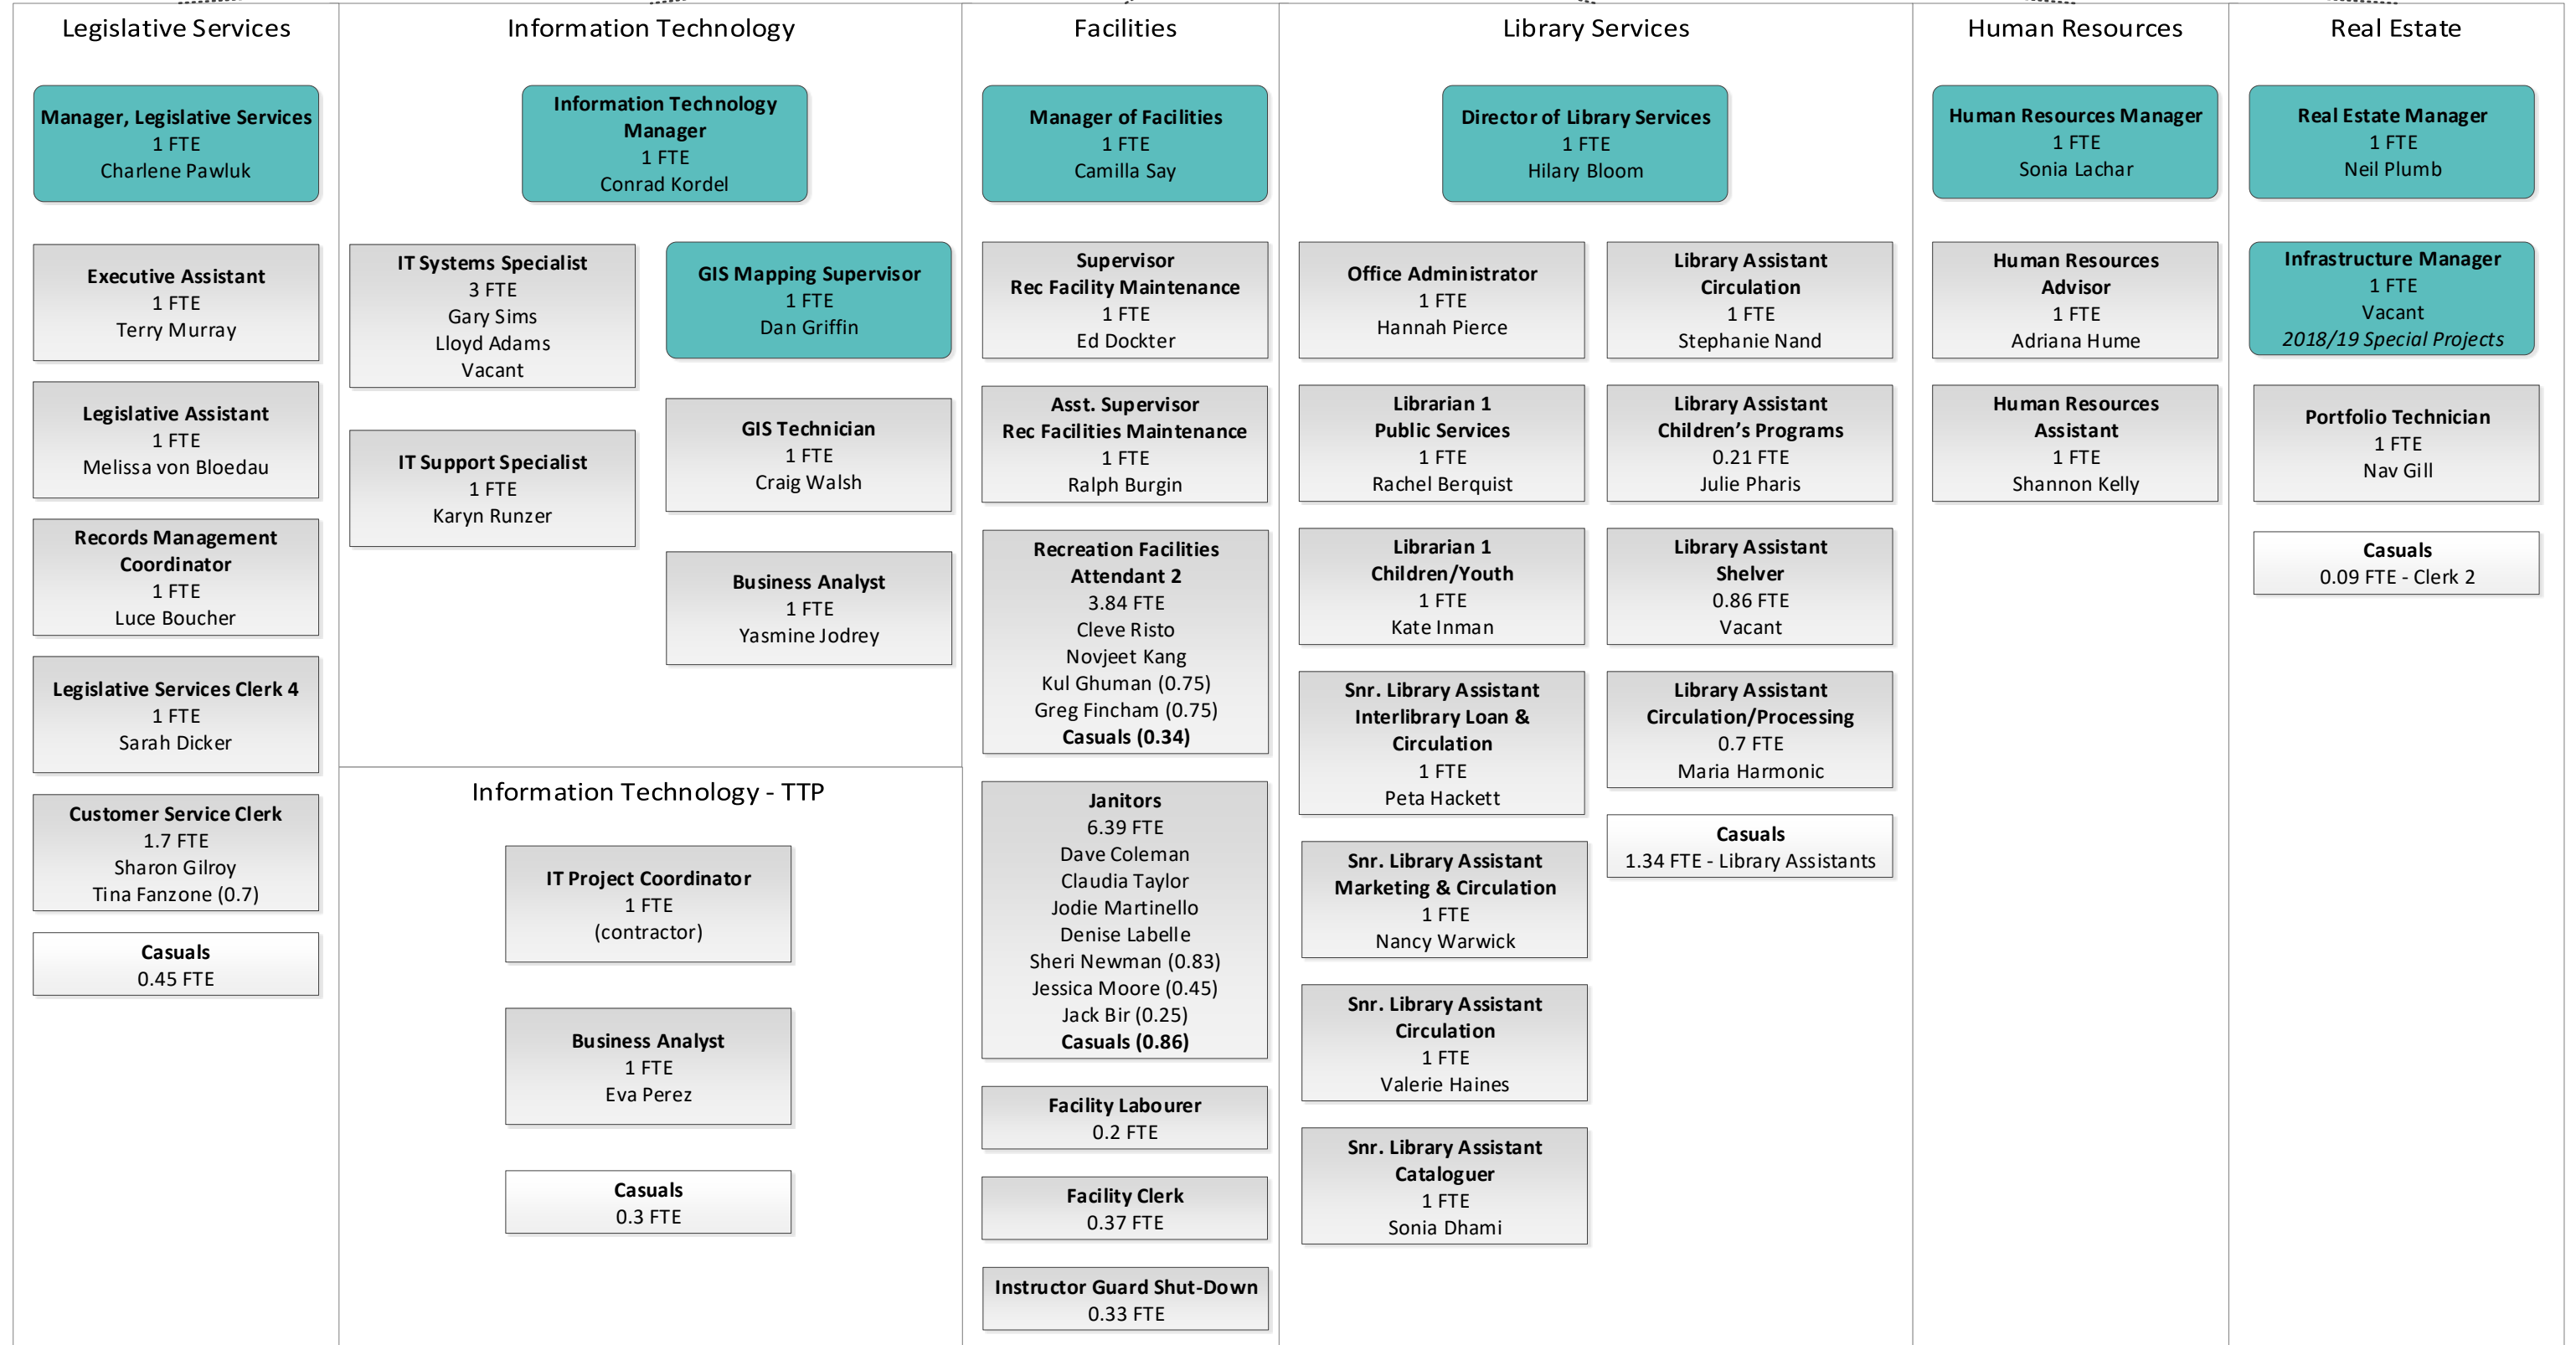 Legislative Services
Manager, Legislative Services
1 FTE
Charlene Pawluk
Executive Assistant
1 FTE
Terry Murray
Legislative Assistant
1 FTE
Melissa von Bloedau
Records Management
Coordinator
1 FTE
Luce Boucher
Legislative Services Clerk 4
1 FTE
Sarah Dicker
Customer Service Clerk
1.7 FTE
Sharon Gilroy
Tina Fanzone (0.7)
Casuals
0.45 FTE
Information Technology
Information Technology
Manager
1 FTE
Conrad Kordel
IT Systems Specialist
3 FTE
Gary Sims
Lloyd Adams
Vacant
IT Support Specialist
1 FTE
Karyn Runzer
GIS Mapping Supervisor
1 FTE
Dan Griffin
GIS Technician
1 FTE
Craig Walsh
Business Analyst
1 FTE
Yasmine Jodrey
Information Technology - TTP
IT Project Coordinator
1 FTE
(contractor)
Business Analyst
1 FTE
Eva Perez
Casuals
0.3 FTE
Facilities
Manager of Facilities
1 FTE
Camilla Say
Supervisor
Rec Facility Maintenance
1 FTE
Ed Dockter
Asst. Supervisor
Rec Facilities Maintenance
1 FTE
Ralph Burgin
Recreation Facilities
Attendant 2
3.84 FTE
Cleve Risto
Novjeet Kang
Kul Ghuman (0.75)
Greg Fincham (0.75)
Casuals (0.34)
Janitors
6.39 FTE
Dave Coleman
Claudia Taylor
Jodie Martinello
Denise Labelle
Sheri Newman (0.83)
Jessica Moore (0.45)
Jack Bir (0.25)
Casuals (0.86)
Facility Labourer
0.2 FTE
Facility Clerk
0.37 FTE
Instructor Guard Shut-Down
0.33 FTE
Library Services
Director of Library Services
1 FTE
Hilary Bloom
Office Administrator
1 FTE
Hannah Pierce
Librarian 1
Public Services
1 FTE
Rachel Berquist
Librarian 1
Children/Youth
1 FTE
Kate Inman
Snr. Library Assistant
Interlibrary Loan &
Circulation
1 FTE
Peta Hackett
Snr. Library Assistant
Marketing & Circulation
1 FTE
Nancy Warwick
Snr. Library Assistant
Circulation
1 FTE
Valerie Haines
Snr. Library Assistant
Cataloguer
1 FTE
Sonia Dhami
Library Assistant
Circulation
1 FTE
Stephanie Nand
Library Assistant
Children’s Programs
0.21 FTE
Julie Pharis
Library Assistant
Shelver
0.86 FTE
Vacant
Library Assistant
Circulation/Processing
0.7 FTE
Maria Harmonic
Casuals
1.34 FTE - Library Assistants
Human Resources
Human Resources Manager
1 FTE
Sonia Lachar
Human Resources
Advisor
1 FTE
Adriana Hume
Human Resources
Assistant
1 FTE
Shannon Kelly
Real Estate
Real Estate Manager
1 FTE
Neil Plumb
Infrastructure Manager
1 FTE
Vacant
2018/19 Special Projects
Portfolio Technician
1 FTE
Nav Gill
Casuals
0.09 FTE - Clerk 2